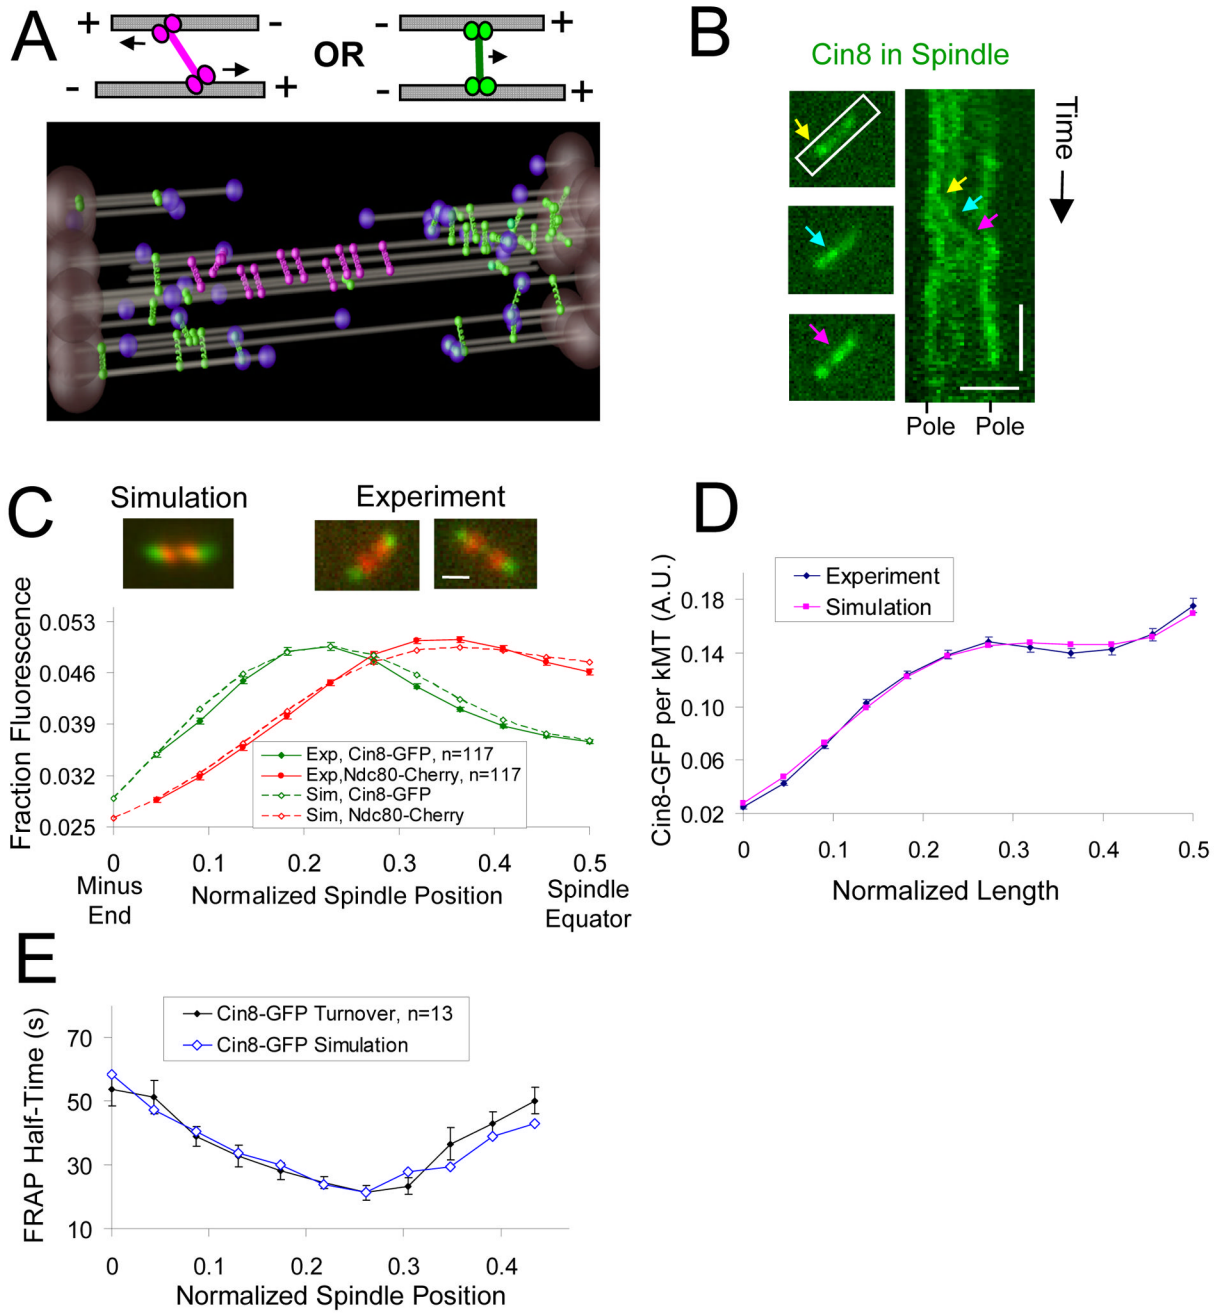 A
+ - OR - +
- + - +
B
Cin8 in Spindle
Time
Pole Pole
C
Simulation Experiment
Fraction Fluorescence
0.053
0.046
0.039
0.032
0.025
Exp, Cin8-GFP, n=117
Exp,Ndc80-Cherry, n=117
Sim, Cin8-GFP
Sim, Ndc80-Cherry
0 0.1 0.2 0.3 0.4 0.5
Minus End
Normalized Spindle Position
Spindle Equator
D
Cin8-GFP per kMT (A.U.)
Experiment
Simulation
0.18
0.14
0.10
0.06
0.02
0 0.1 0.2 0.3 0.4 0.5
Normalized Length
E
FRAP Half-Time (s)
Cin8-GFP Turnover, n=13
Cin8-GFP Simulation
70
50
30
10
0 0.1 0.2 0.3 0.4
Normalized Spindle Position